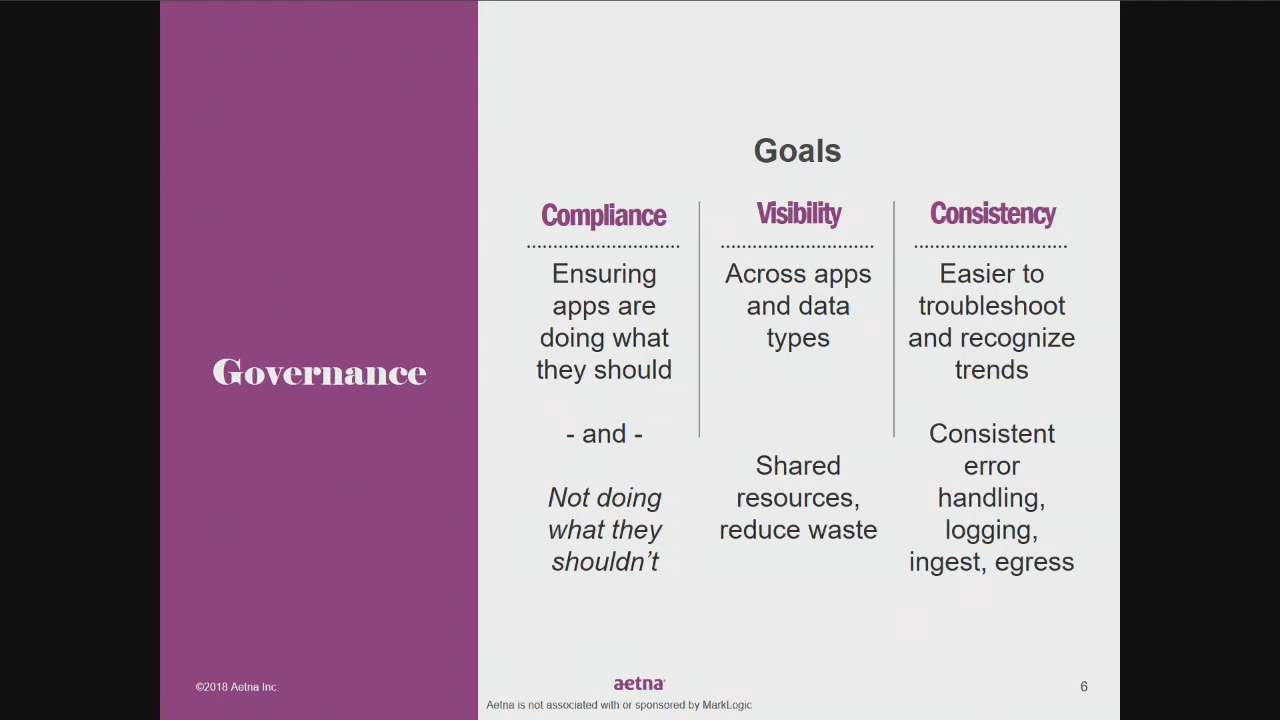 Governance
Goals
Compliance
Ensuring
apps are
doing what
they should
- and -
Not doing
what they
shouldn't
Visibility
Across apps
and data
types
Shared
resources,
reduce waste
Consistency
Easier to
troubleshoot
and recognize
trends
Consistent
error
handling,
logging,
ingest, egress
©2018 Aetna Inc.
aetna
6
Aetna is not associated with or sponsored by MarkLogic